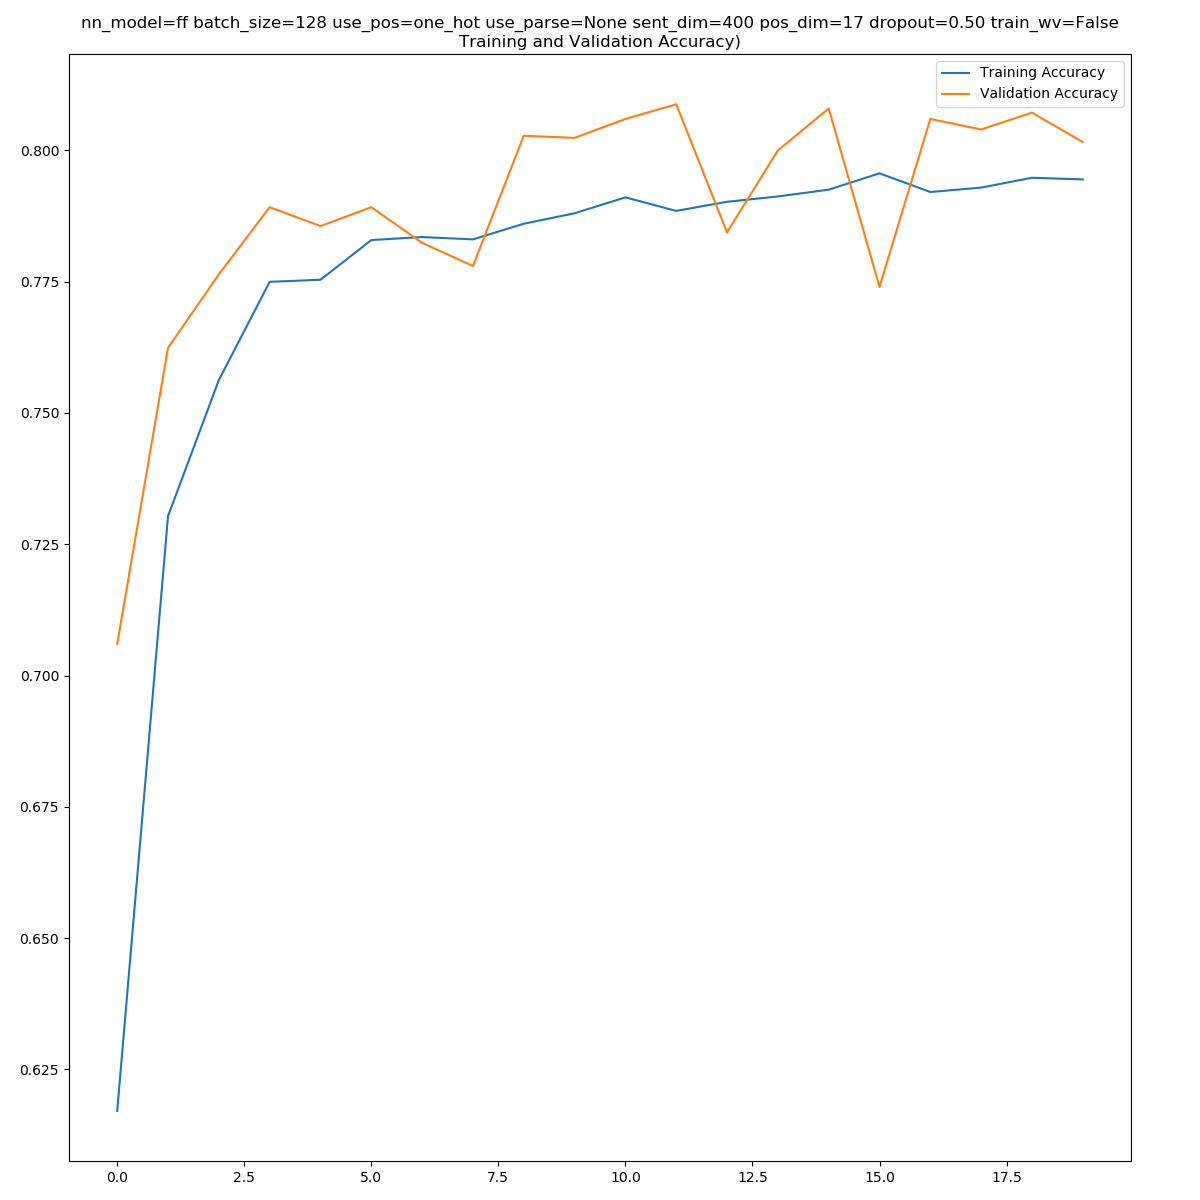 nn_model=ff batch_size=128 use_pos=one_hot use_parse=None sent_dim=400 pos_dim=17 dropout=0.50 train_wv=False
Training and Validation Accuracy)
Training Accuracy
Validation Accuracy
0.800
0.775
0.750
0.725
0.700
0.675
0.650
0.625
0.0 2.5 5.0 7.5 10.0 12.5 15.0 17.5